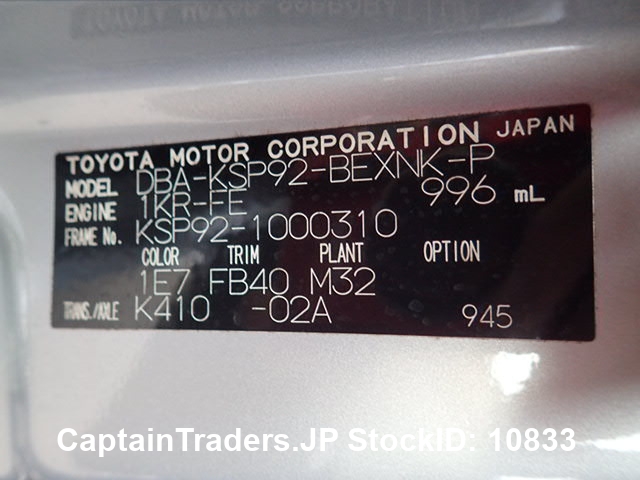 TOYOTA MOTOR CORPORATION JAPAN
MODEL DBA-KSP92-BEXNK-P
ENGINE 1KR-FE 996 mL
FRAME No. KSP92-1000310
COLOR TRIM PLANT OPTION
1E7 FB40 M32
TRANS./AXLE K410 -02A 945
CaptainTraders.JP StockID: 10833